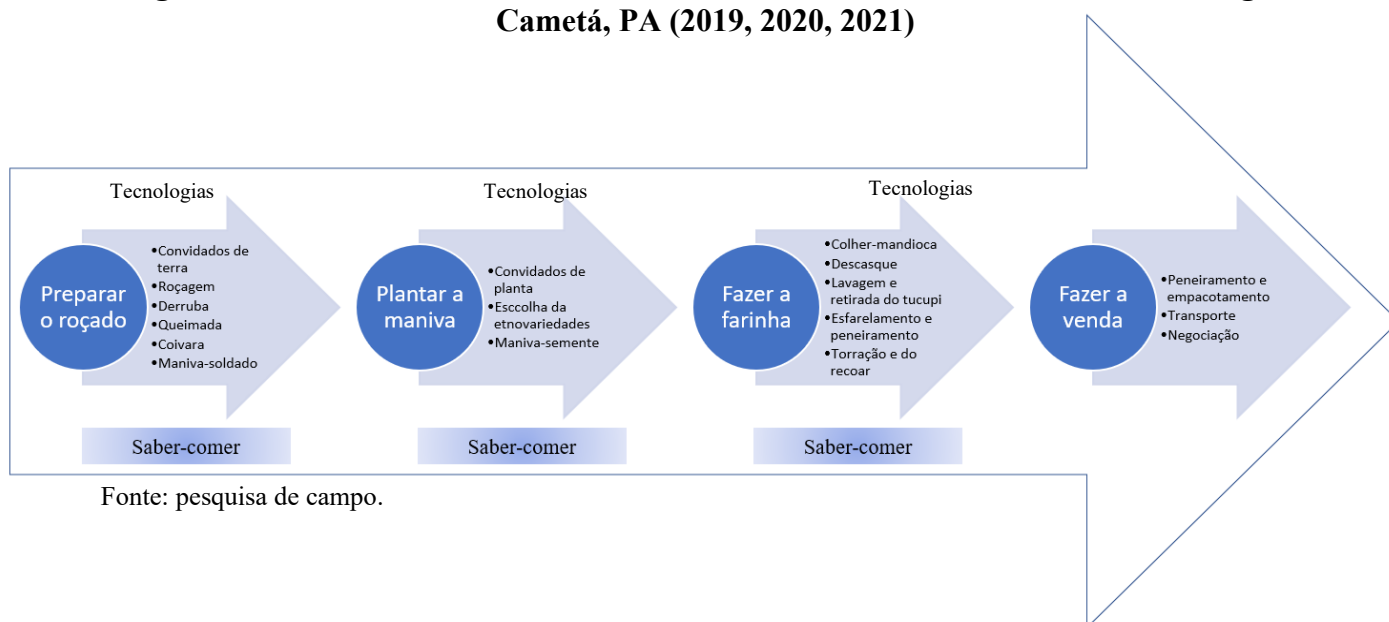 Cametá, PA (2019, 2020, 2021)
Tecnologias
Preparar
o roçado
•Convidados de
terra
•Roçagem
•Derruba
•Queimada
•Coivara
•Maniva-soldado
Saber-comer
Tecnologias
Plantar a
maniva
•Convidados de
planta
•Esccolha da
etnovariedades
•Maniva-semente
Saber-comer
Tecnologias
Fazer a
farinha
•Colher-mandioca
•Descasque
•Lavagem e
retirada do tucupi
•Esfarelamento e
peneiramento
•Torração e do
recoar
Saber-comer
Fazer a
venda
•Peneiramento e
empacotamento
•Transporte
•Negociação
Fonte: pesquisa de campo.